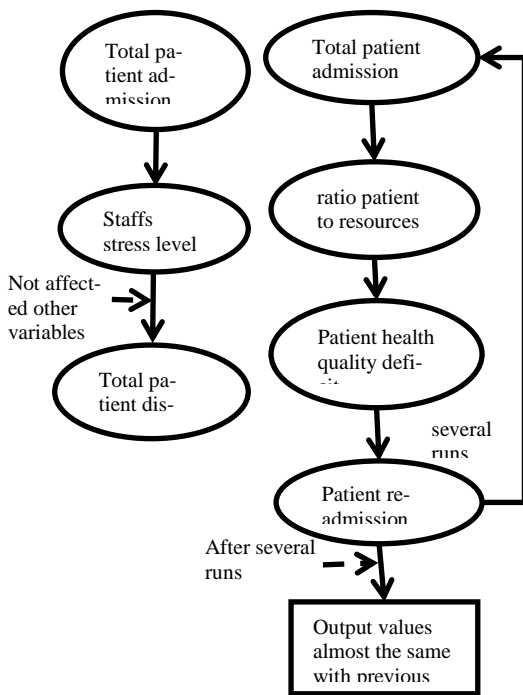 Total pa-
tient ad-
mission
Staffs
stress level
Not affect-
ed other
variables
Total pa-
tient dis-
Total patient
admission
ratio patient
to resources
Patient health
quality defi-
cit
several
runs
Patient re-
admission
After several
runs
Output values
almost the same
with previous